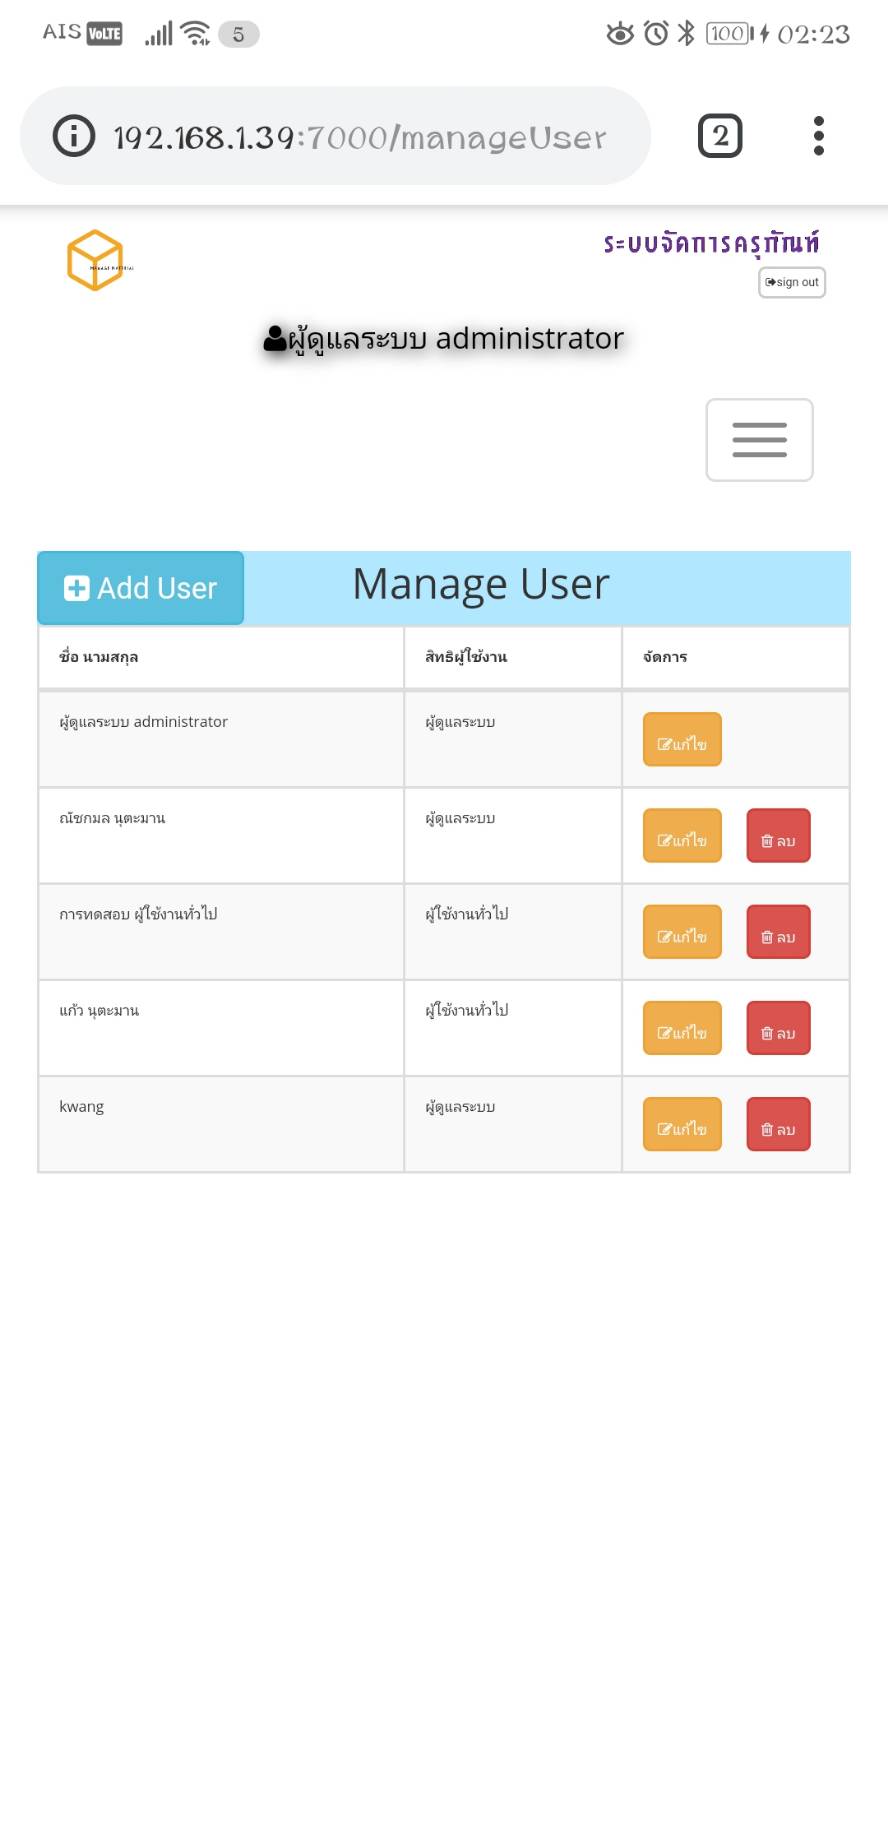 AIS VoLTE 5 100 02:23
192.168.1.39:7000/manageUser 2
ระบบจัดการครุภัณฑ์
MANAGE MATERIAL
sign out
ผู้ดูแลระบบ administrator
Add User Manage User
ชื่อ นามสกุล สิทธิผู้ใช้งาน จัดการ
ผู้ดูแลระบบ administrator ผู้ดูแลระบบ แก้ไข
ณัชกมล นุตะมาน ผู้ดูแลระบบ แก้ไข ลบ
การทดสอบ ผู้ใช้งานทั่วไป ผู้ใช้งานทั่วไป แก้ไข ลบ
แก้ว นุตะมาน ผู้ใช้งานทั่วไป แก้ไข ลบ
kwang ผู้ดูแลระบบ แก้ไข ลบ